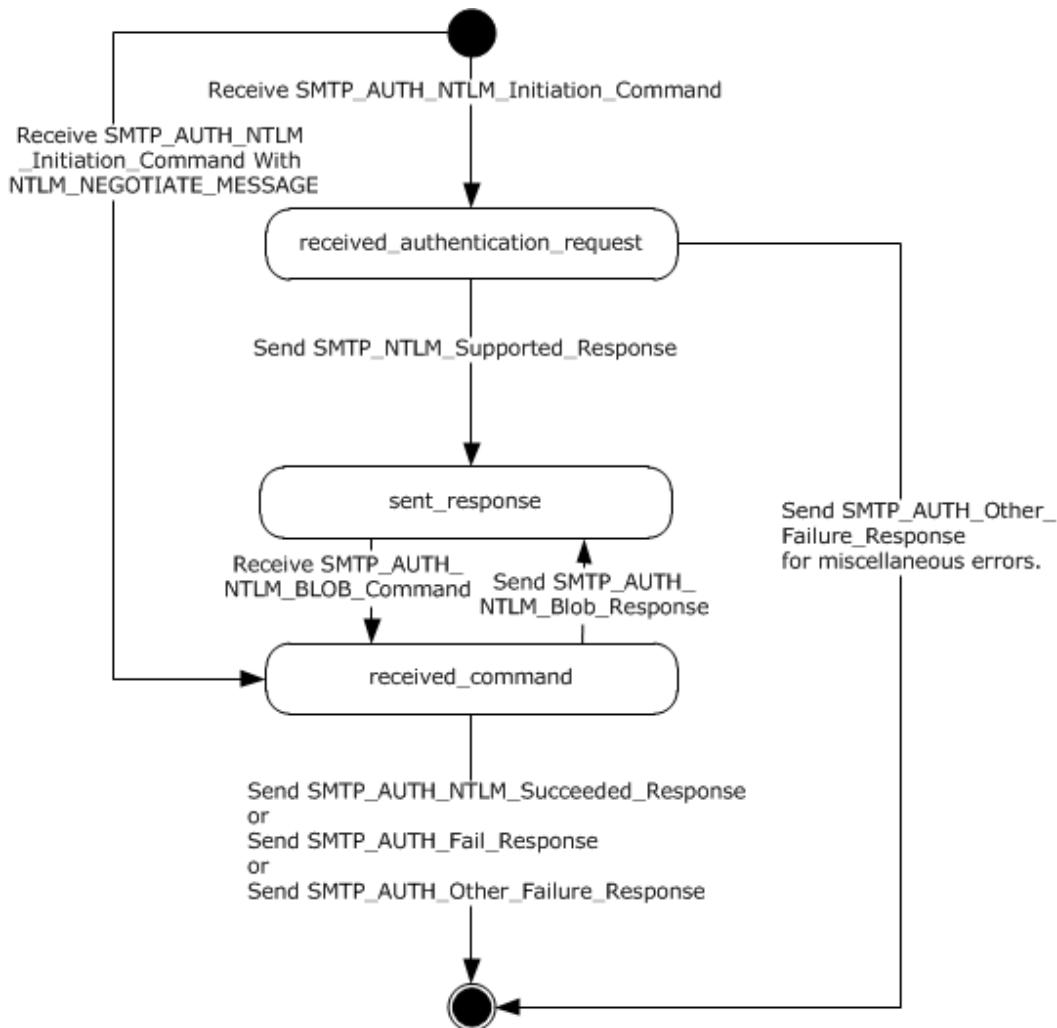 Receive SMTP_AUTH_NTLM_Initiation_Command
Receive SMTP_AUTH_NTLM
_Initiation_Command With
NTLM_NEGOTIATE_MESSAGE
received_authentication_request
Send SMTP_NTLM_Supported_Response
sent_response
Send SMTP_AUTH_Other_
Failure_Response
for miscellaneous errors.
Receive SMTP_AUTH_
NTLM_BLOB_Command
Send SMTP_AUTH_
NTLM_Blob_Response
received_command
Send SMTP_AUTH_NTLM_Succeeded_Response
or
Send SMTP_AUTH_Fail_Response
or
Send SMTP_AUTH_Other_Failure_Response